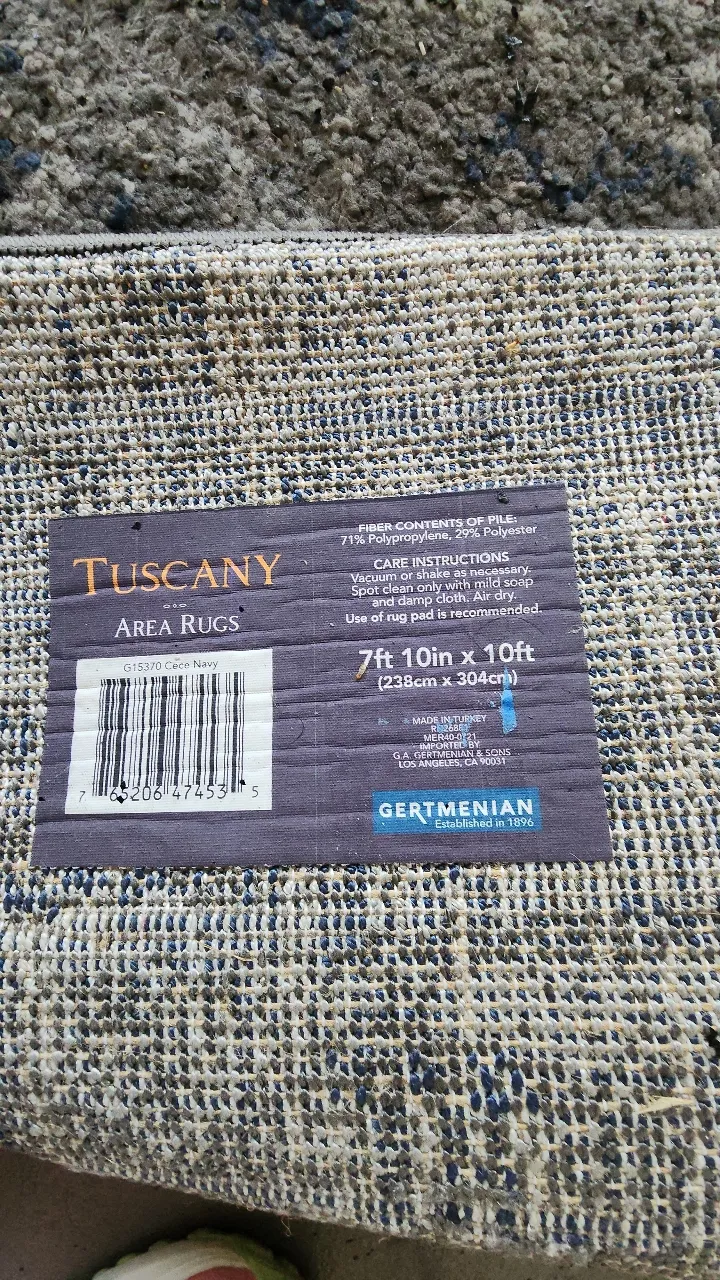 TUSCANY
AREA RUGS
G15370 Cece Navy
7 65206 47453 5
FIBER CONTENTS OF PILE:
71% Polypropylene, 29% Polyester
CARE INSTRUCTIONS
Vacuum or shake as necessary.
Spot clean only with mild soap
and damp cloth. Air dry.
Use of rug pad is recommended.
7ft 10in x 10ft
(238cm x 304cm)
MADE IN TURKEY
MER40-0721
IMPORTED BY
G.A. GERTMENIAN & SONS
LOS ANGELES, CA 90031
GERTMENIAN
Established in 1896